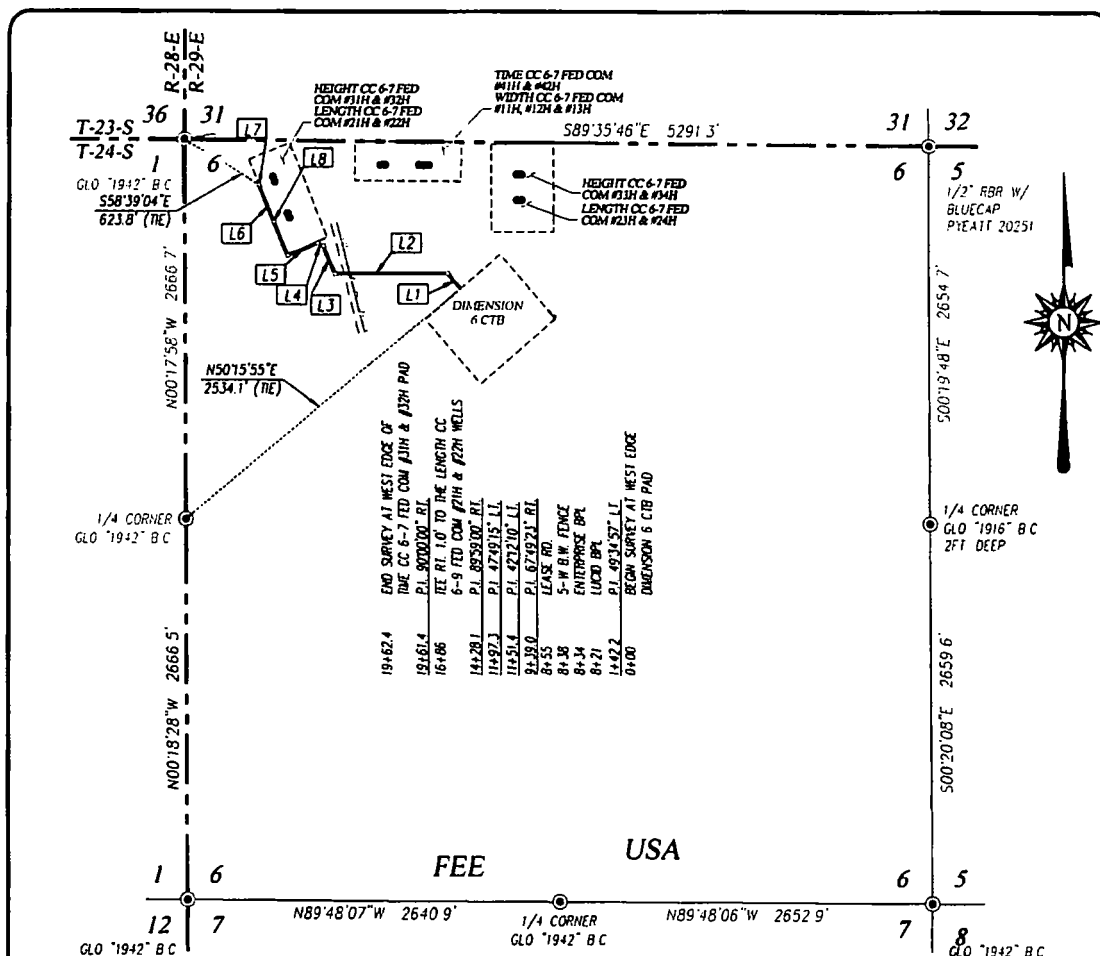 R-28-E
R-29-E
T-23-S
T-24-S
36
31
1
6
GLO "1942" B C
S58°39'04"E
623.8' (TIE)
L7
HEIGHT CC 6-7 FED
COM #31H & #32H
LENGTH CC 6-7 FED
COM #21H & #22H
TIME CC 6-7 FED COM
#41H & #42H
WIDTH CC 6-7 FED COM
#11H, #12H & #13H
S89°35'46"E 5291 3'
31
32
6
5
1/2" RBR W/
BLUECAP
PYEATT 20251
L8
HEIGHT CC 6-7 FED
COM #33H & #34H
LENGTH CC 6-7 FED
COM #23H & #24H
L6
L5
L4
L3
L2
L1
DIMENSION
6 CTB
N
N00°17'58"W 2666 7'
S00°19'48"E 2654 7'
N50°15'55"E
2534.1' (TIE)
1/4 CORNER
GLO "1942" B C
1/4 CORNER
GLO "1916" B C
2FT DEEP
19+62.4 END SURVEY AT WEST EDGE OF
TIME CC 6-7 FED COM #31H & #32H PAD
19+61.4 P.I. 90°00'00" RT.
16+86 TEE RT. 1.0' TO THE LENGTH CC
6-9 FED COM #21H & #22H WELLS
14+28.1 P.I. 89°59'00" RT.
11+97.3 P.I. 47°49'15" LT.
11+51.4 P.I. 42°12'10" LT.
9+39.0 P.I. 67°49'23" RT.
8+55 LEASE RD.
8+38 5-W B.W. FENCE
8+34 ENTERPRISE BPL
8+21 LUCID BPL
1+42.2 P.I. 49°34'57" LT.
0+00 BEGIN SURVEY AT WEST EDGE
DIMENSION 6 CTB PAD
N00°18'28"W 2666 5'
S00°20'08"E 2659 6'
FEE
USA
1
6
12
7
GLO "1942" B C
N89°48'07"W 2640 9'
1/4 CORNER
GLO "1942" B C
N89°48'06"W 2652 9'
6
5
7
8
GLO "1942" B C